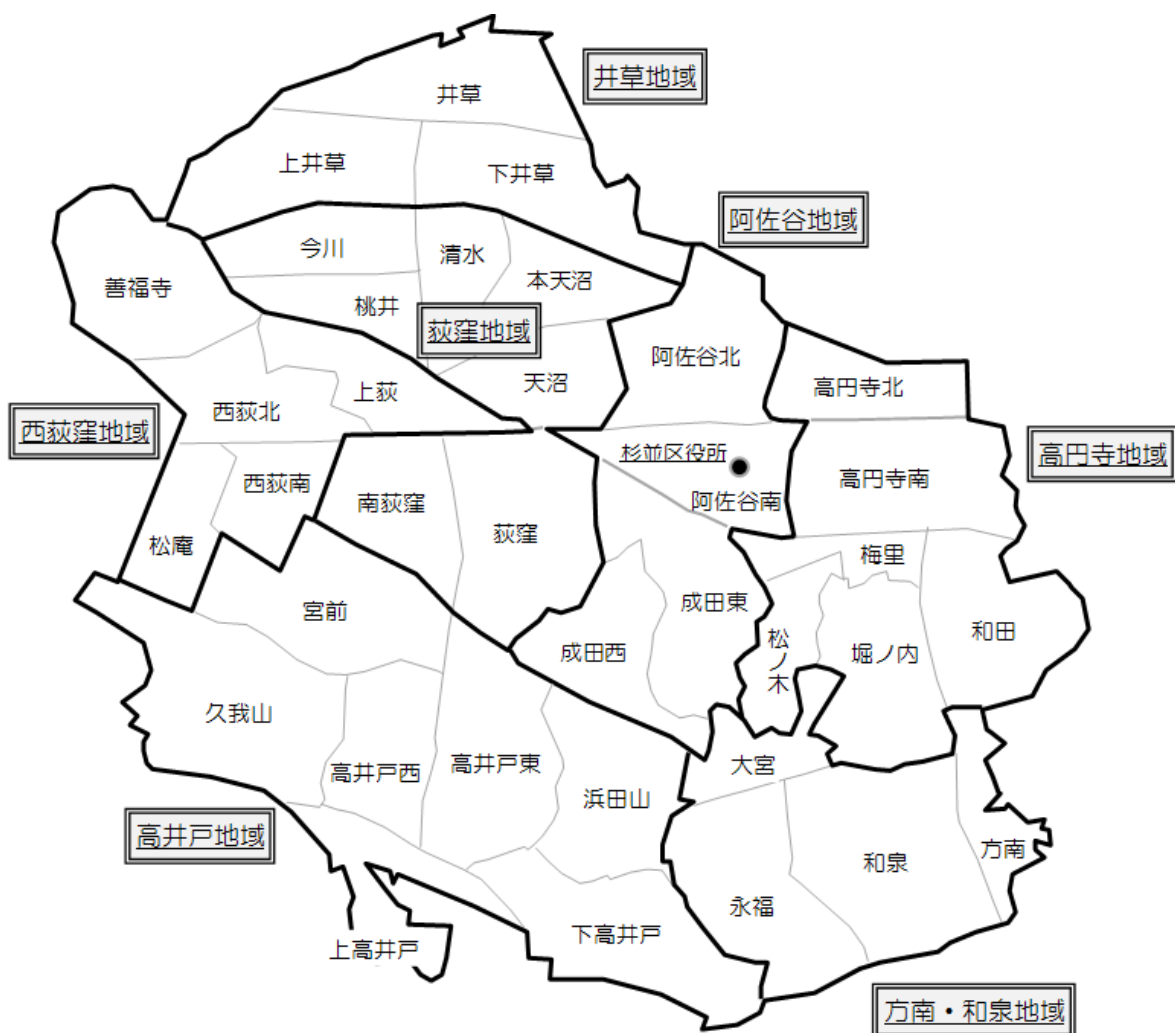 井草地域
井草
上井草
下井草
阿佐谷地域
今川
清水
善福寺
本天沼
桃井
荻窪地域
阿佐谷北
天沼
高円寺北
上荻
西荻北
西荻窪地域
杉並区役所
高円寺地域
西荻南
南荻窪
阿佐谷南
高円寺南
荻窪
松庵
梅里
宮前
成田東
和田
成田西
松ノ木
堀ノ内
久我山
高井戸西
高井戸東
大宮
浜田山
高井戸地域
和泉
方南
永福
下高井戸
上高井戸
方南・和泉地域